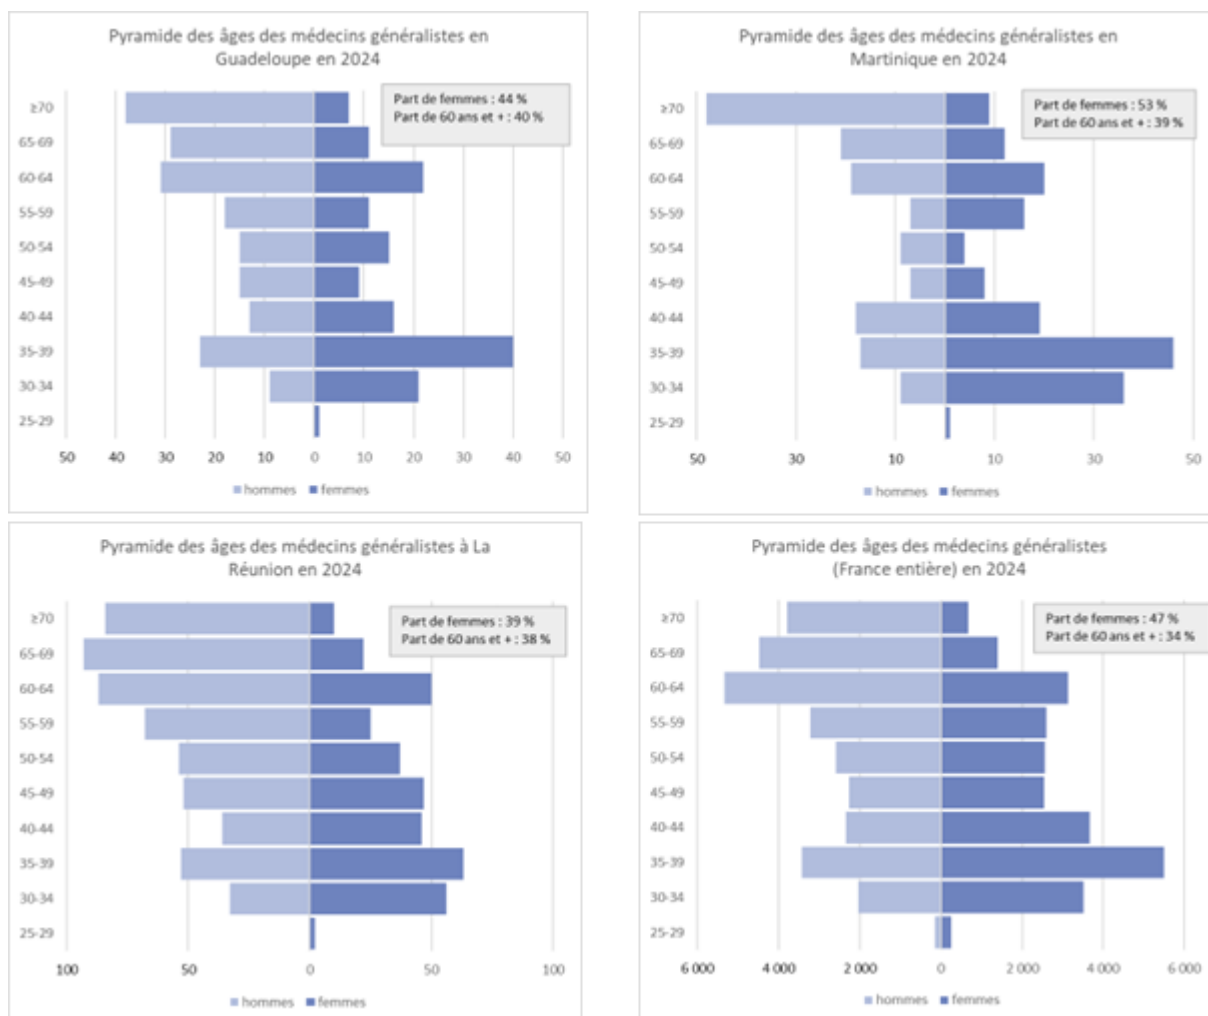 Pyramide des âges des médecins généralistes en
Guadeloupe en 2024
Part de femmes : 44 %
Part de 60 ans et + : 40 %
≥70
65-69
60-64
55-59
50-54
45-49
40-44
35-39
30-34
25-29
50 40 30 20 10 0 10 20 30 40 50
hommes femmes
Pyramide des âges des médecins généralistes en
Martinique en 2024
Part de femmes : 53 %
Part de 60 ans et + : 39 %
≥70
65-69
60-64
55-59
50-54
45-49
40-44
35-39
30-34
25-29
50 30 10 10 30 50
hommes femmes
Pyramide des âges des médecins généralistes à La
Réunion en 2024
Part de femmes : 39 %
Part de 60 ans et + : 38 %
≥70
65-69
60-64
55-59
50-54
45-49
40-44
35-39
30-34
25-29
100 50 0 50 100
hommes femmes
Pyramide des âges des médecins généralistes
(France entière) en 2024
Part de femmes : 47 %
Part de 60 ans et + : 34 %
≥70
65-69
60-64
55-59
50-54
45-49
40-44
35-39
30-34
25-29
6 000 4 000 2 000 0 2 000 4 000 6 000
hommes femmes